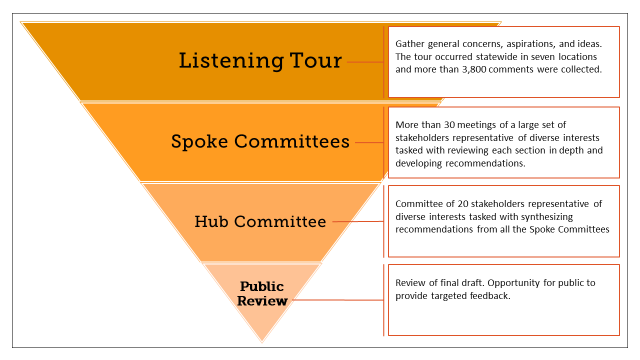 Listening Tour
Gather general concerns, aspirations, and ideas.
The tour occurred statewide in seven locations
and more than 3,800 comments were collected.
Spoke Committees
More than 30 meetings of a large set of
stakeholders representative of diverse interests
tasked with reviewing each section in depth and
developing recommendations.
Hub Committee
Committee of 20 stakeholders representative of
diverse interests tasked with synthesizing
recommendations from all the Spoke Committees
Public
Review
Review of final draft. Opportunity for public to
provide targeted feedback.